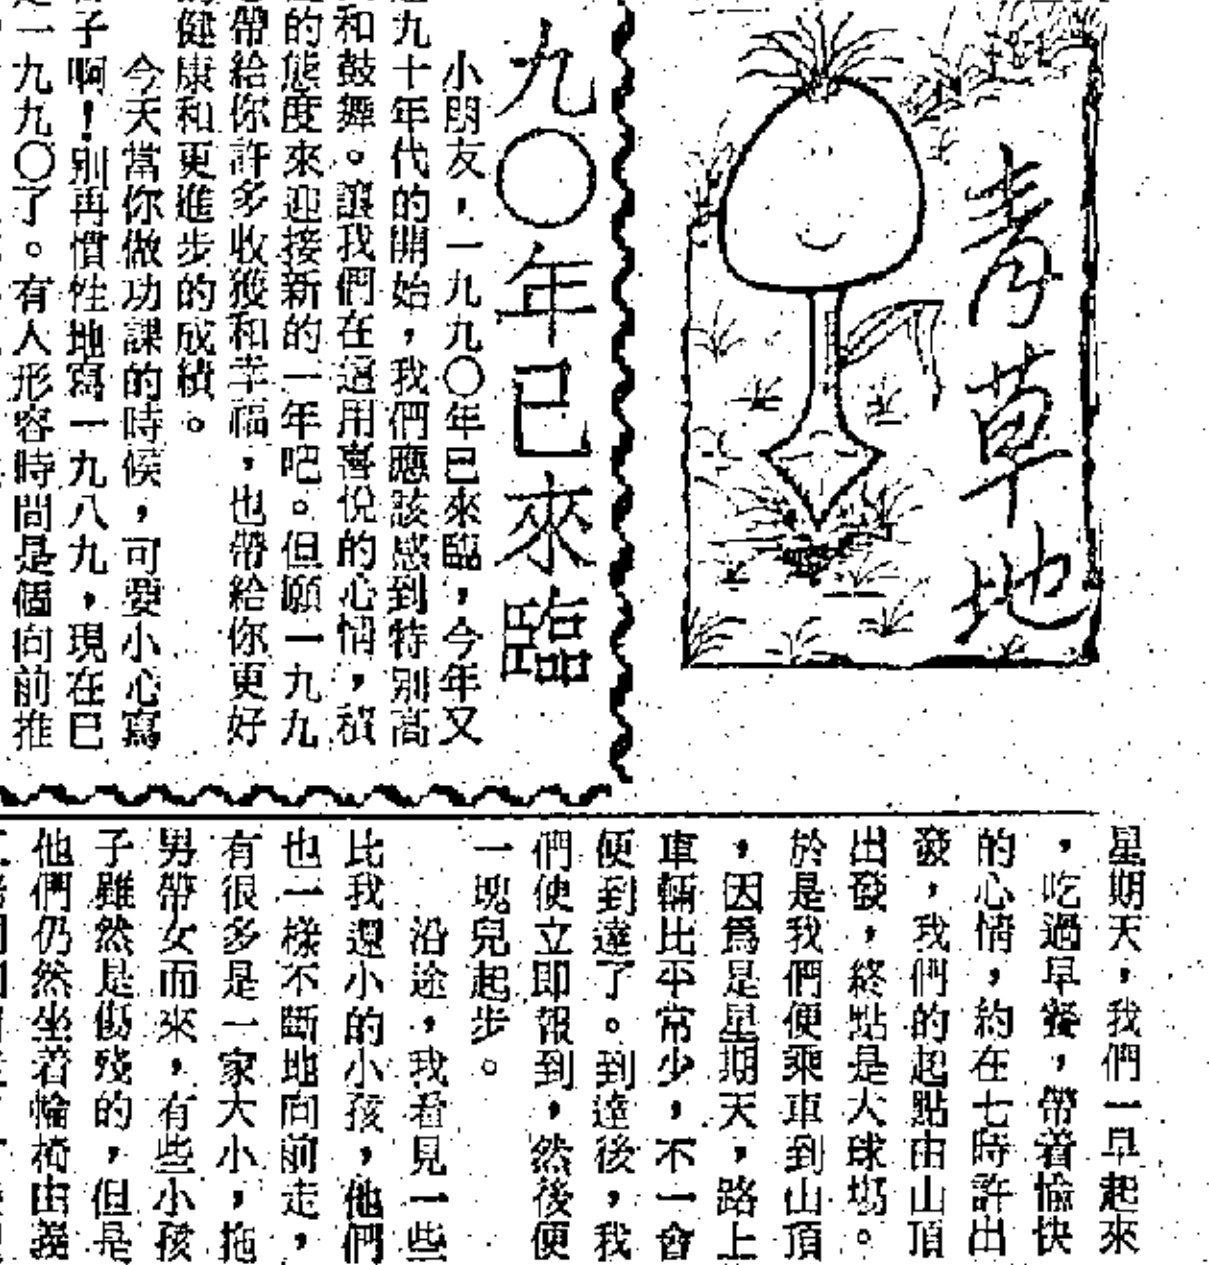 青草地
九〇年已來臨
小朋友，一九九〇年已來臨，今年又
九十年代的開始，我們應該感到特別高
和鼓舞。讓我們在這用喜悅的心情，積
的態度來迎接新的一年吧。但願一九九
帶給你許多收獲和幸福，也帶給你更好
健康和更進步的成績。
今天當你做功課的時候，可要小心寫
子啊！別再慣性地寫一九八九，現在已
一九九〇了。有人形容時間是個向前推
星期天，我們一早起來
，吃過早餐，帶着愉快
的心情，約在七時許出
發，我們的起點由山頂
出發，終點是大球場。
於是我們便乘車到山頂
，因爲是星期天，路上
車輛比平常少，不一會
便到達了。到達後，我
們便立即報到，然後便
一塊兒起步。
沿途，我看見一些
比我還小的小孩，他們
也一樣不斷地向前走，
有很多是一家大小，拖
男帶女而來，有些小孩
子雖然是傷殘的，但是
他們仍然坐着輪椅由義